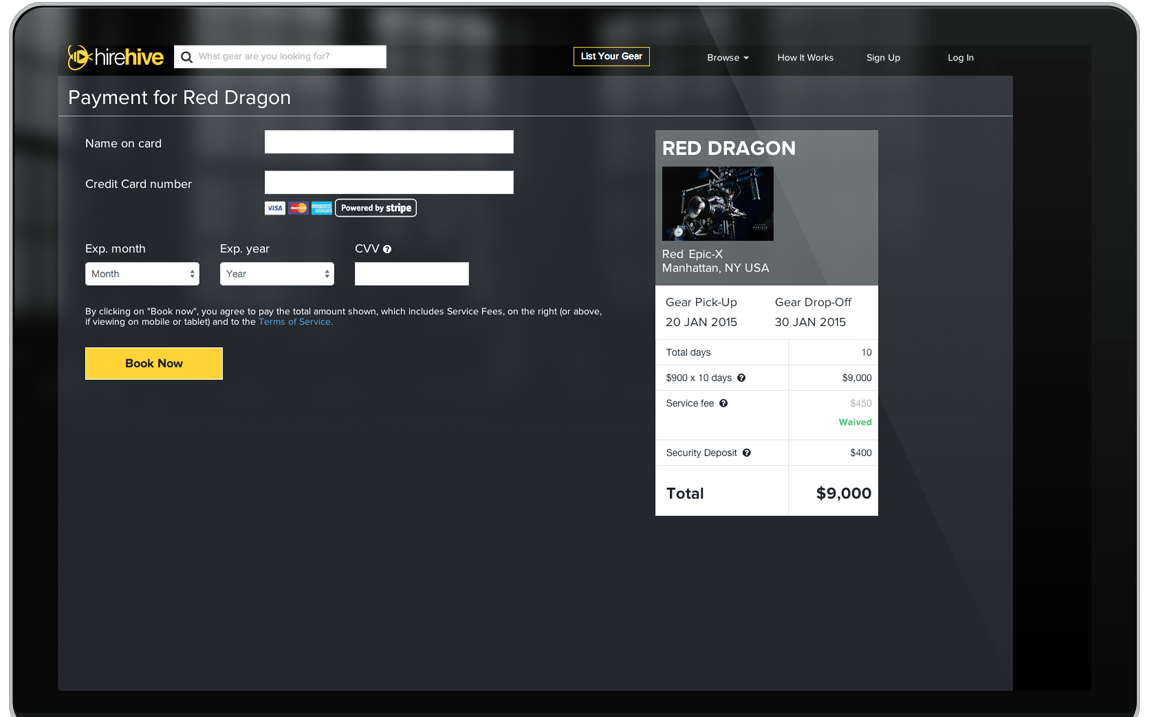 hirehive
What gear are you looking for?
List Your Gear
Browse
How It Works
Sign Up
Log In
Payment for Red Dragon
Name on card
Credit Card number
VISA
Powered by stripe
Exp. month
Exp. year
CVV ?
Month
Year
By clicking on "Book now", you agree to pay the total amount shown, which includes Service Fees, on the right (or above,
if viewing on mobile or tablet) and to the Terms of Service.
Book Now
RED DRAGON
Red Epic-X
Manhattan, NY USA
Gear Pick-Up
Gear Drop-Off
20 JAN 2015
30 JAN 2015
Total days
10
$900 x 10 days ?
$9,000
Service fee ?
$450
Waived
Security Deposit ?
$400
Total
$9,000